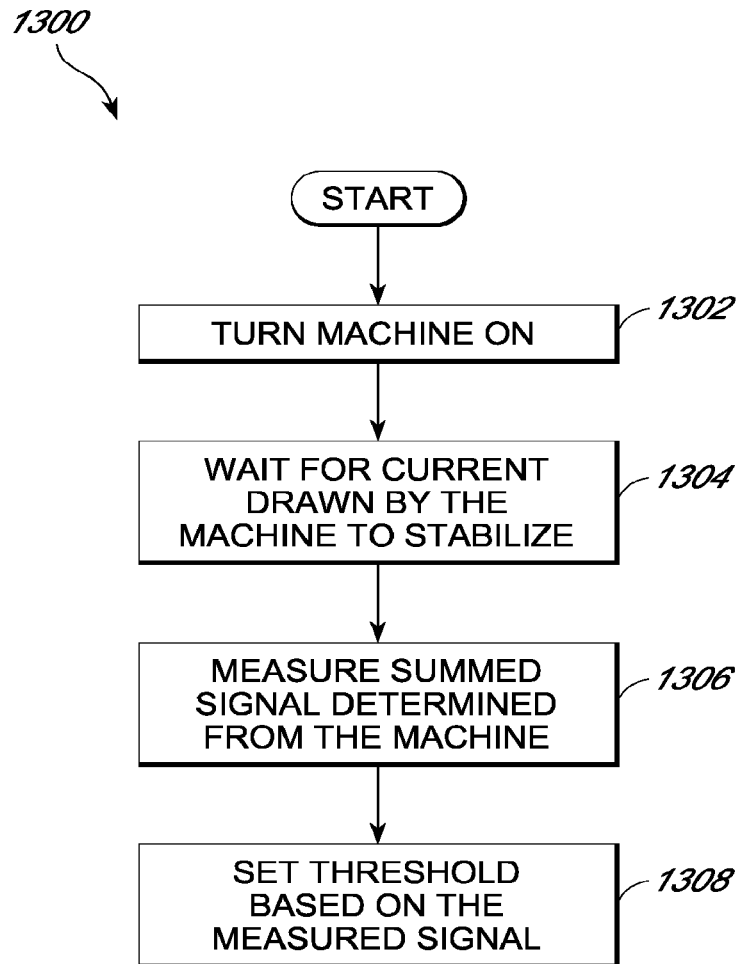 1300
START
TURN MACHINE ON
1302
WAIT FOR CURRENT
DRAWN BY THE
MACHINE TO STABILIZE
1304
MEASURE SUMMED
SIGNAL DETERMINED
FROM THE MACHINE
1306
SET THRESHOLD
BASED ON THE
MEASURED SIGNAL
1308